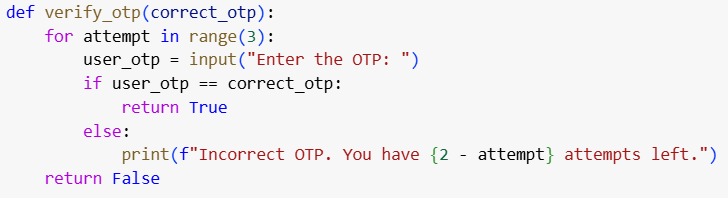 def verify_otp(correct_otp):
    for attempt in range(3):
        user_otp = input("Enter the OTP: ")
        if user_otp == correct_otp:
            return True
        else:
            print(f"Incorrect OTP. You have {2 - attempt} attempts left.")
    return False